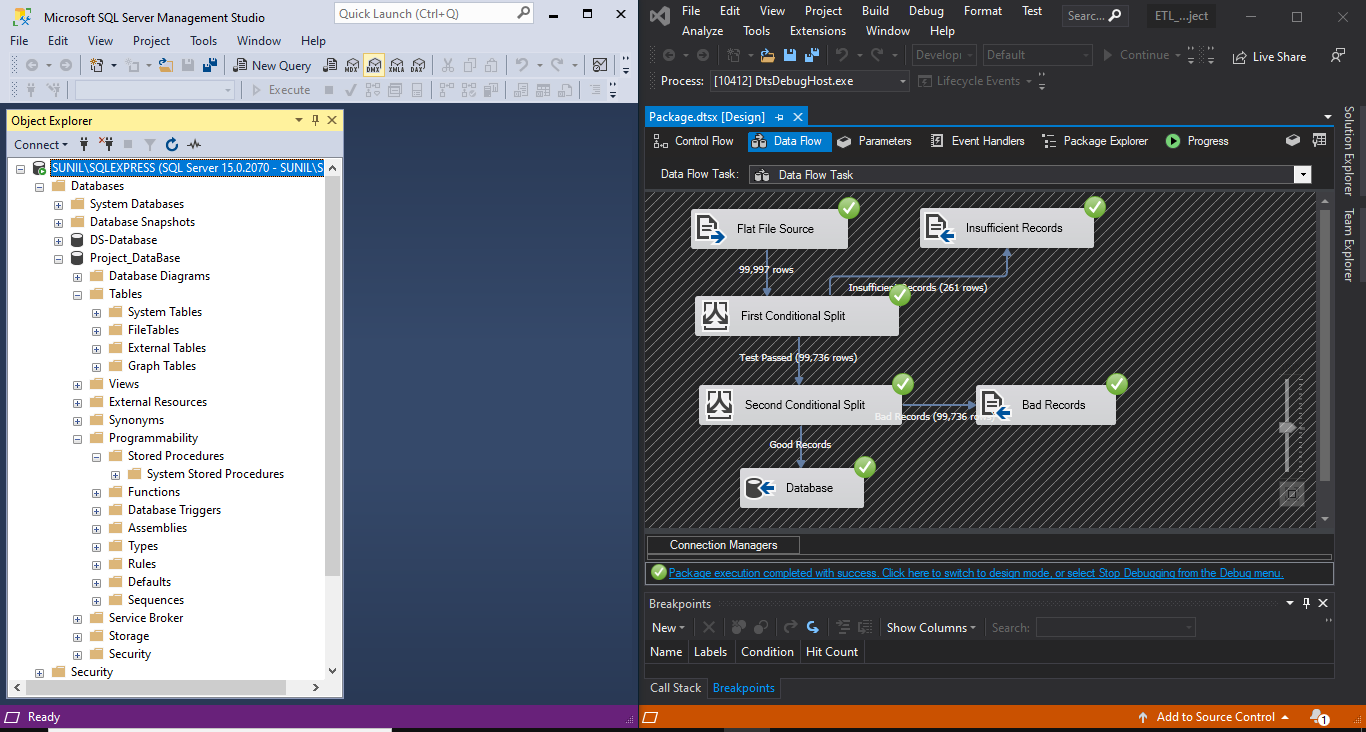 Microsoft SQL Server Management Studio
Quick Launch (Ctrl+Q)
File Edit View Project Tools Window Help
New Query
MDX DMX XMLA DAX
Execute
Object Explorer
Connect
SUNIL\SQLEXPRESS (SQL Server 15.0.2070 - SUNIL\S
Databases
System Databases
Database Snapshots
DS-Database
Project_DataBase
Database Diagrams
Tables
System Tables
FileTables
External Tables
Graph Tables
Views
External Resources
Synonyms
Programmability
Stored Procedures
System Stored Procedures
Functions
Database Triggers
Assemblies
Types
Rules
Defaults
Sequences
Service Broker
Storage
Security
Security
Ready
File Edit View Project Build Debug Format Test
Analyze Tools Extensions Window Help
Searc...
ETL_...ject
Develop
Default
Continue
Live Share
Process: [10412] DtsDebugHost.exe
Lifecycle Events
Package.dtsx [Design]
Control Flow
Data Flow
Parameters
Event Handlers
Package Explorer
Progress
Data Flow Task:
Data Flow Task
Flat File Source
Insufficient Records
99,997 rows
Insufficient Records (261 rows)
First Conditional Split
Test Passed (99,736 rows)
Second Conditional Split
Bad Records (99,736 rows)
Bad Records
Good Records
Database
Connection Managers
Package execution completed with success. Click here to switch to design mode, or select Stop Debugging from the Debug menu.
Breakpoints
New
Show Columns
Search:
Name Labels Condition Hit Count
Call Stack
Breakpoints
Add to Source Control
1
Solution Explorer
Team Explorer